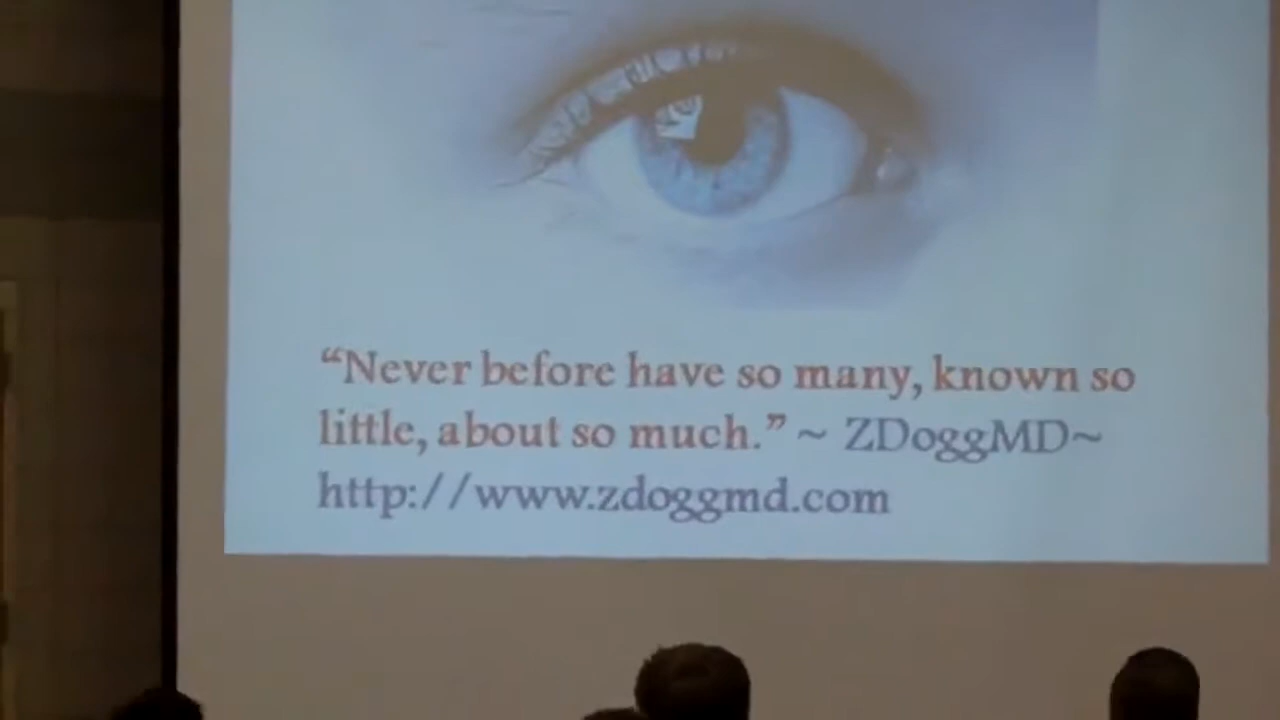 “Never before have so many, known so
little, about so much.” ~ ZDoggMD~
http://www.zdoggmd.com